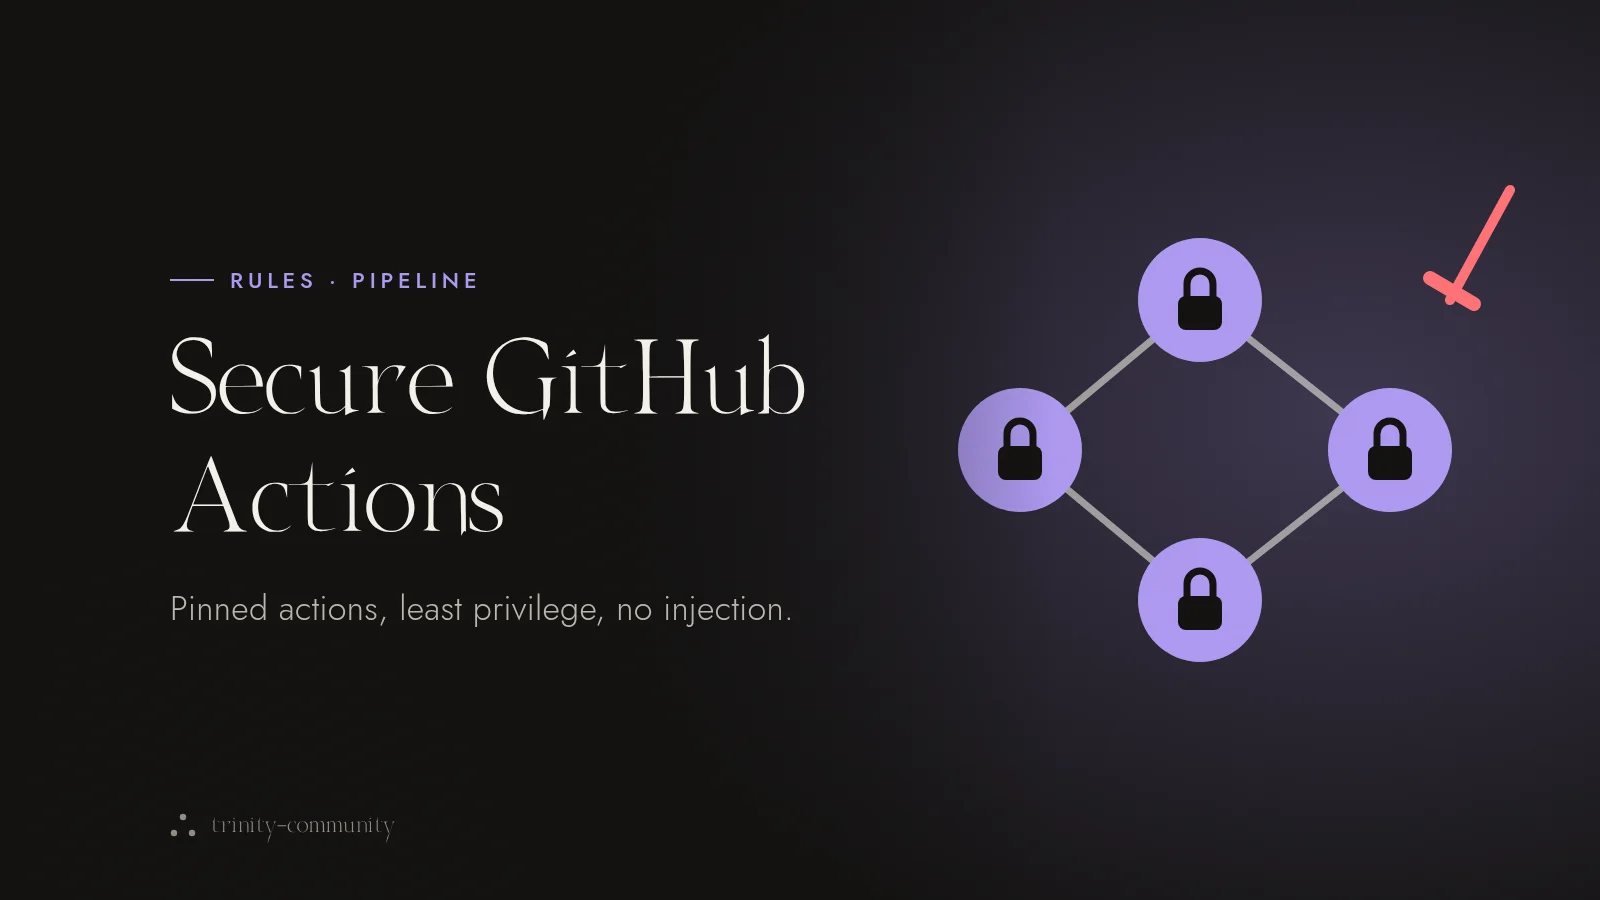 RULES · PIPELINE
Secure GitHub
Actions
Pinned actions, least privilege, no injection.
trinity-community